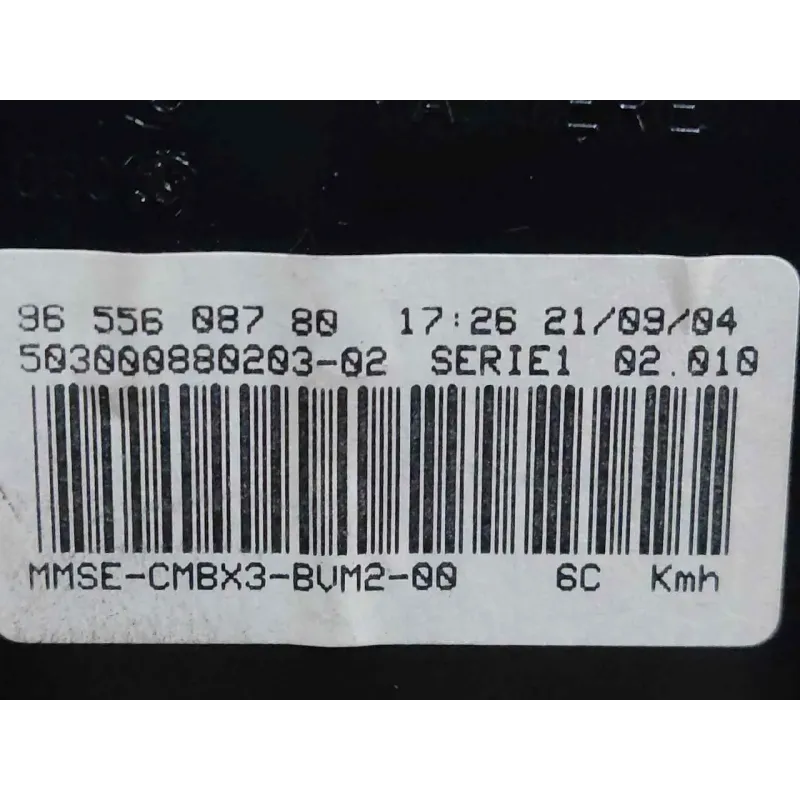 96 556 087 80 17:26 21/09/04
503000880203-02 SERIE1 02.010
MMSE-CMBX3-BVM2-00 6C Kmh